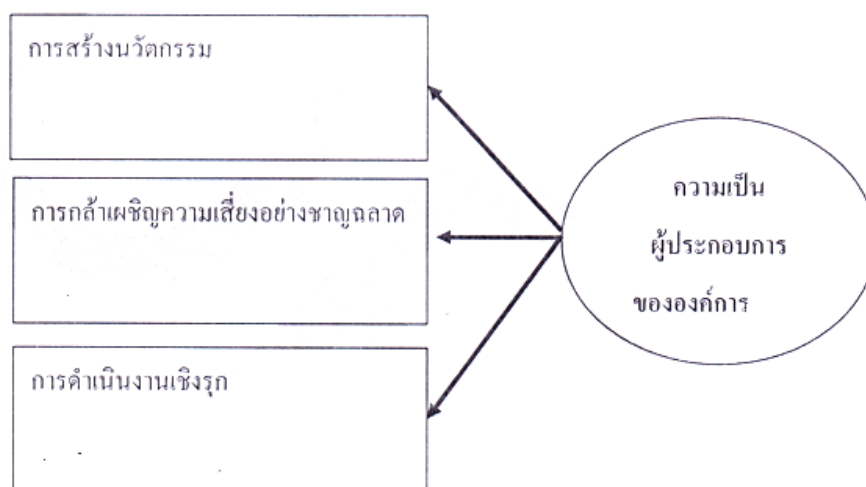 การสร้างนวัตกรรม
การกล้าเผชิญความเสี่ยงอย่างชาญฉลาด
การดำเนินงานเชิงรุก
ความเป็น
ผู้ประกอบการ
ขององค์การ